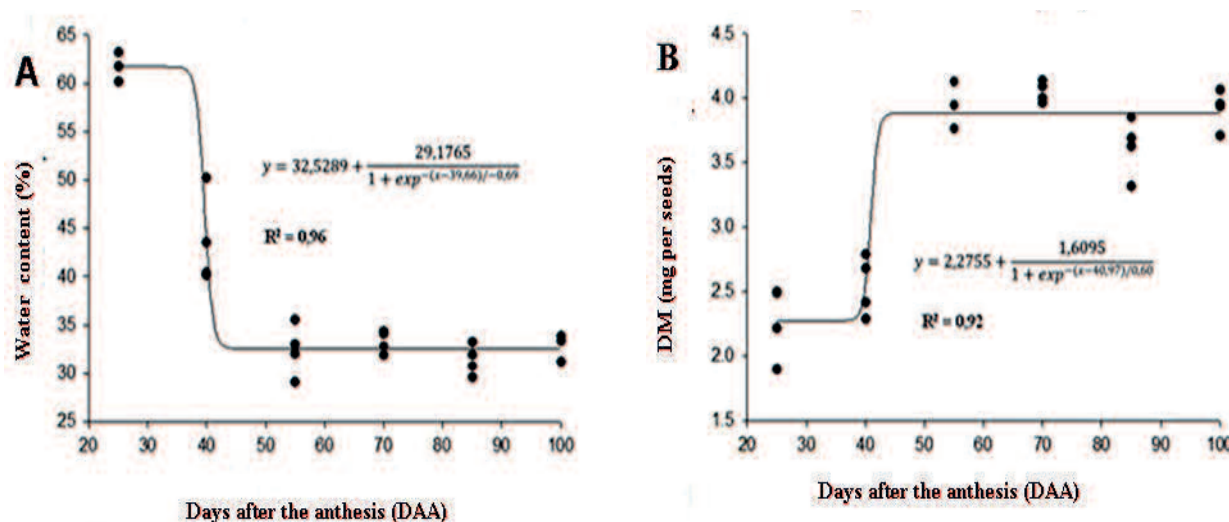 A
Water content (%)
65
60
55
50
45
40
35
30
25
20 30 40 50 60 70 80 90 100
y = 32,5289 + 29,1765 / 1 + exp^-(x−39,66)/−0,69
R² = 0,96
Days after the anthesis (DAA)
B
DM (mg per seeds)
4.5
4.0
3.5
3.0
2.5
2.0
1.5
20 30 40 50 60 70 80 90 100
y = 2,2755 + 1,6095 / 1 + exp^-(x−40,97)/0,60
R² = 0,92
Days after the anthesis (DAA)